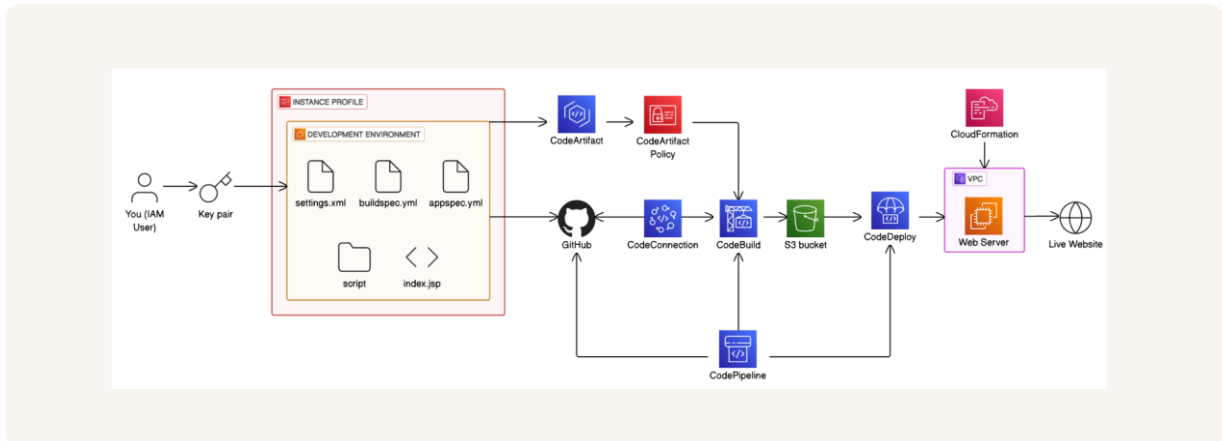 INSTANCE PROFILE
DEVELOPMENT ENVIRONMENT
settings.xml
buildspec.yml
appspec.yml
script
index.jsp
You (IAM
User)
Key pair
CodeArtifact
CodeArtifact
Policy
GitHub
CodeConnection
CodeBuild
S3 bucket
CodeDeploy
CloudFormation
VPC
Web Server
Live Website
CodePipeline